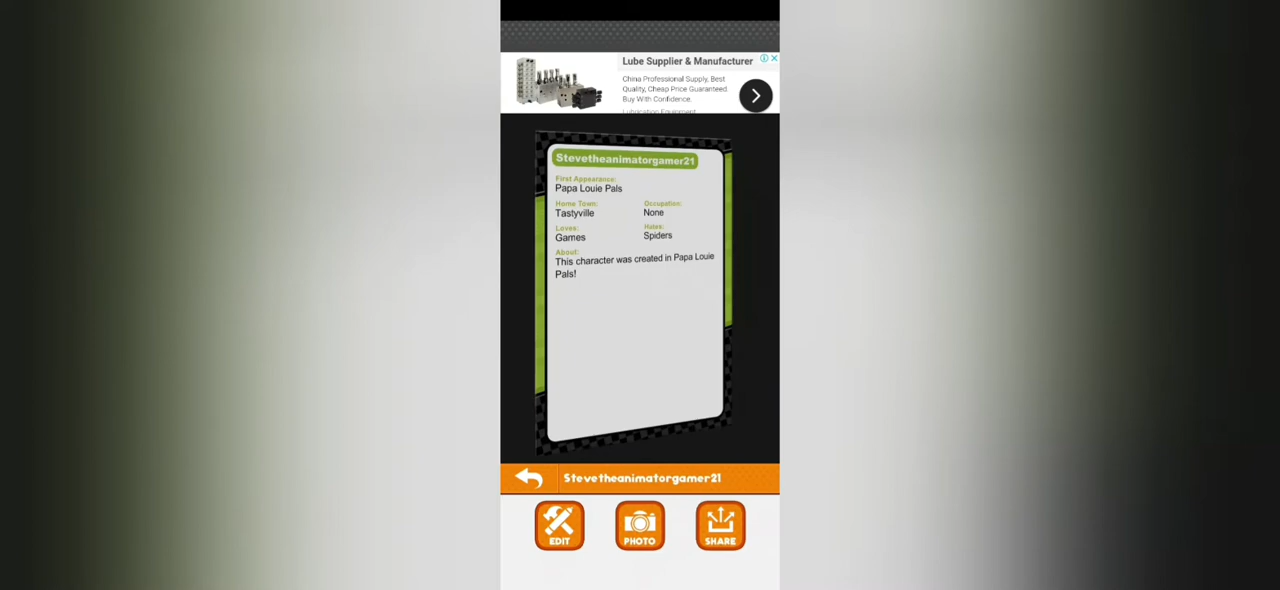 Lube Supplier & Manufacturer
China Professional Supply, Best
Quality, Cheap Price Guaranteed
Buy With Confidence.
Lubrication Equipment
Stevetheanimatorgamer21
First Appearance:
Papa Louie Pals
Home Town:
Tastyville
Occupation:
None
Loves:
Games
Hates:
Spiders
About:
This character was created in Papa Louie
Pals!
Stevetheanimatorgamer21
EDIT
PHOTO
SHARE